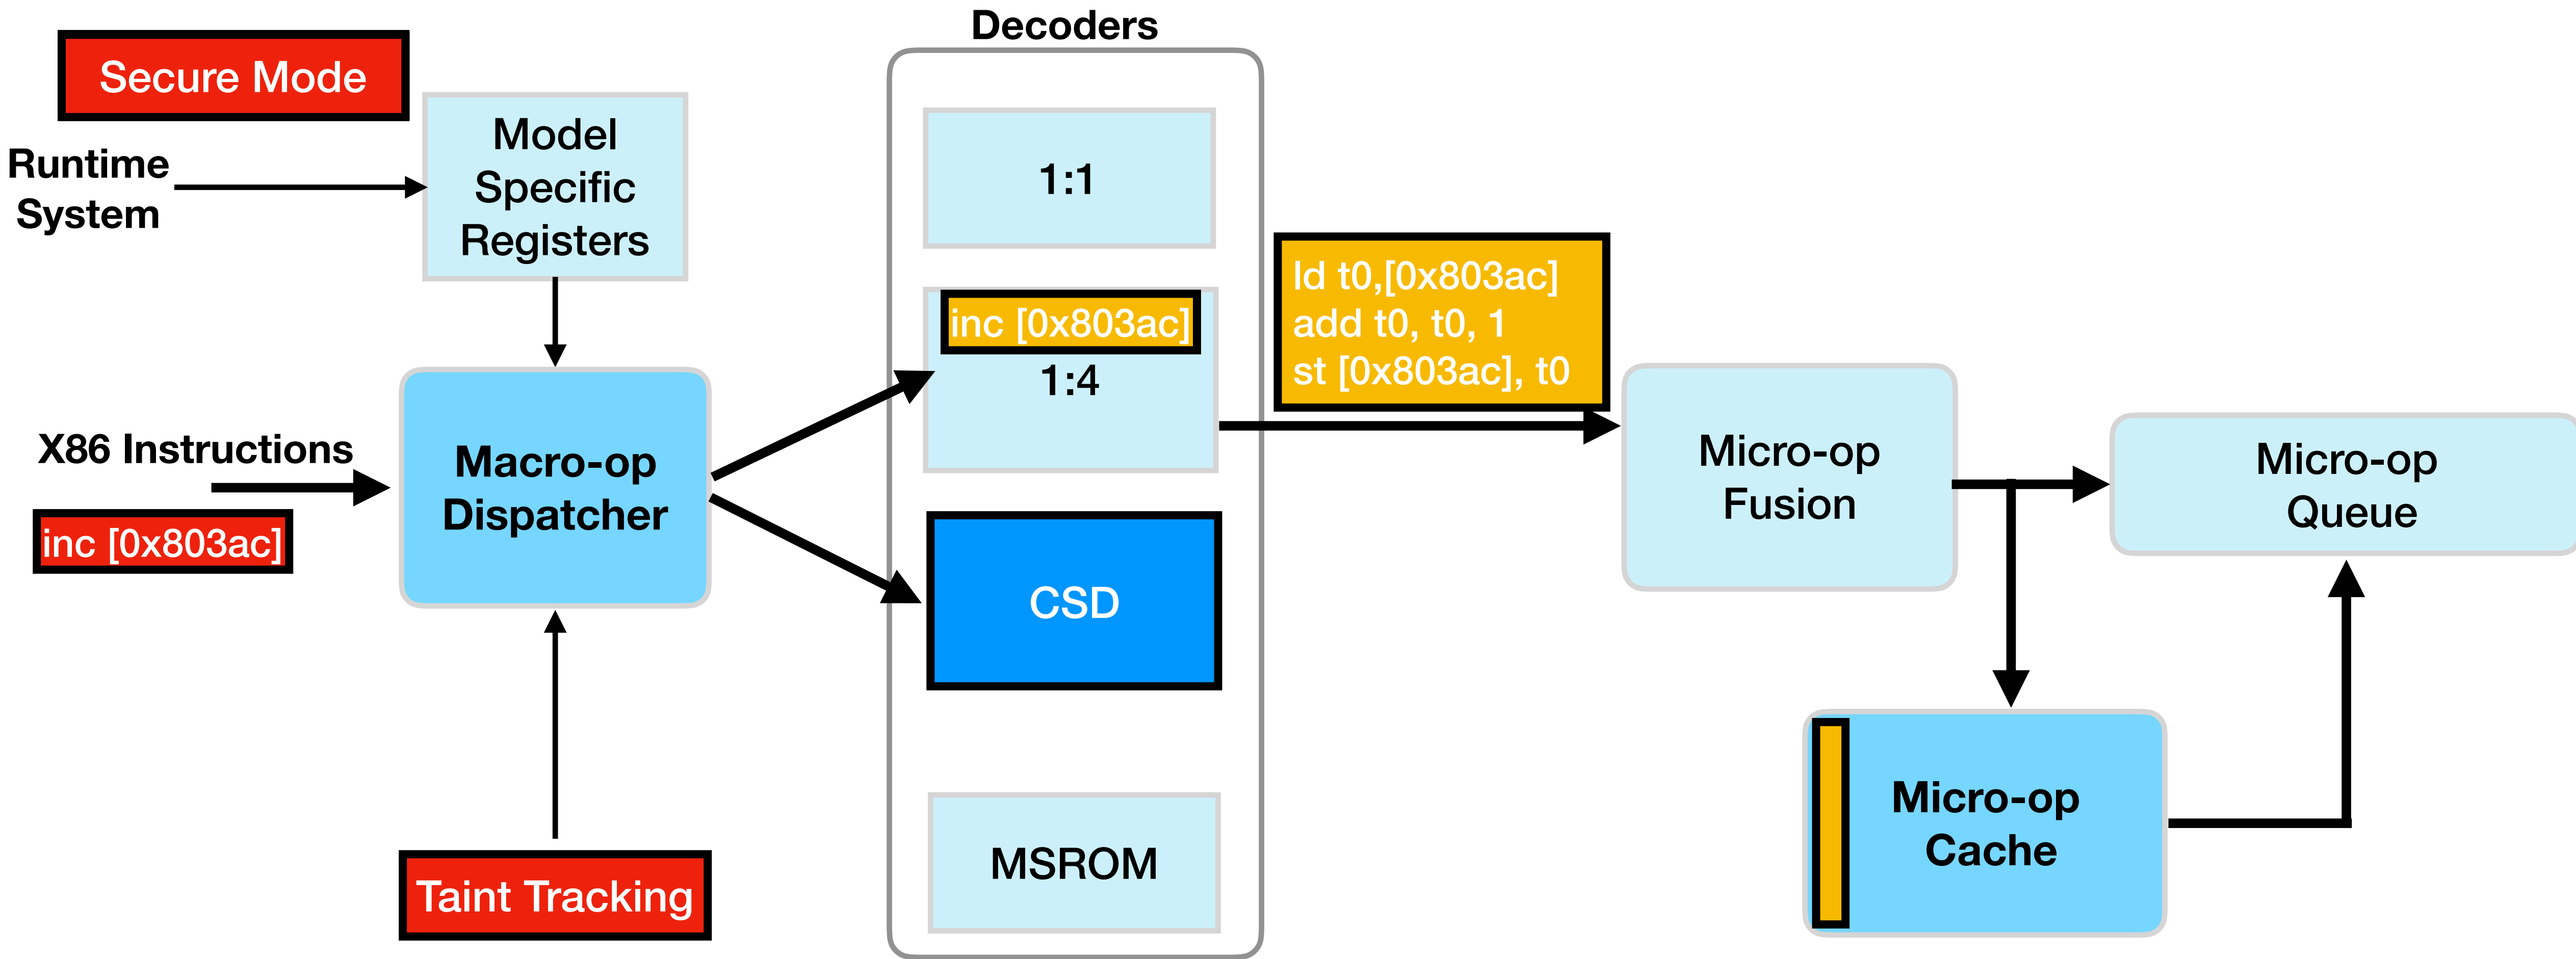 Decoders
Secure Mode
Model
Specific
Registers
Runtime
System
1:1
ld t0,[0x803ac]
add t0, t0, 1
st [0x803ac], t0
inc [0x803ac]
1:4
X86 Instructions
inc [0x803ac]
Macro-op
Dispatcher
Micro-op
Fusion
Micro-op
Queue
CSD
Taint Tracking
MSROM
Micro-op
Cache